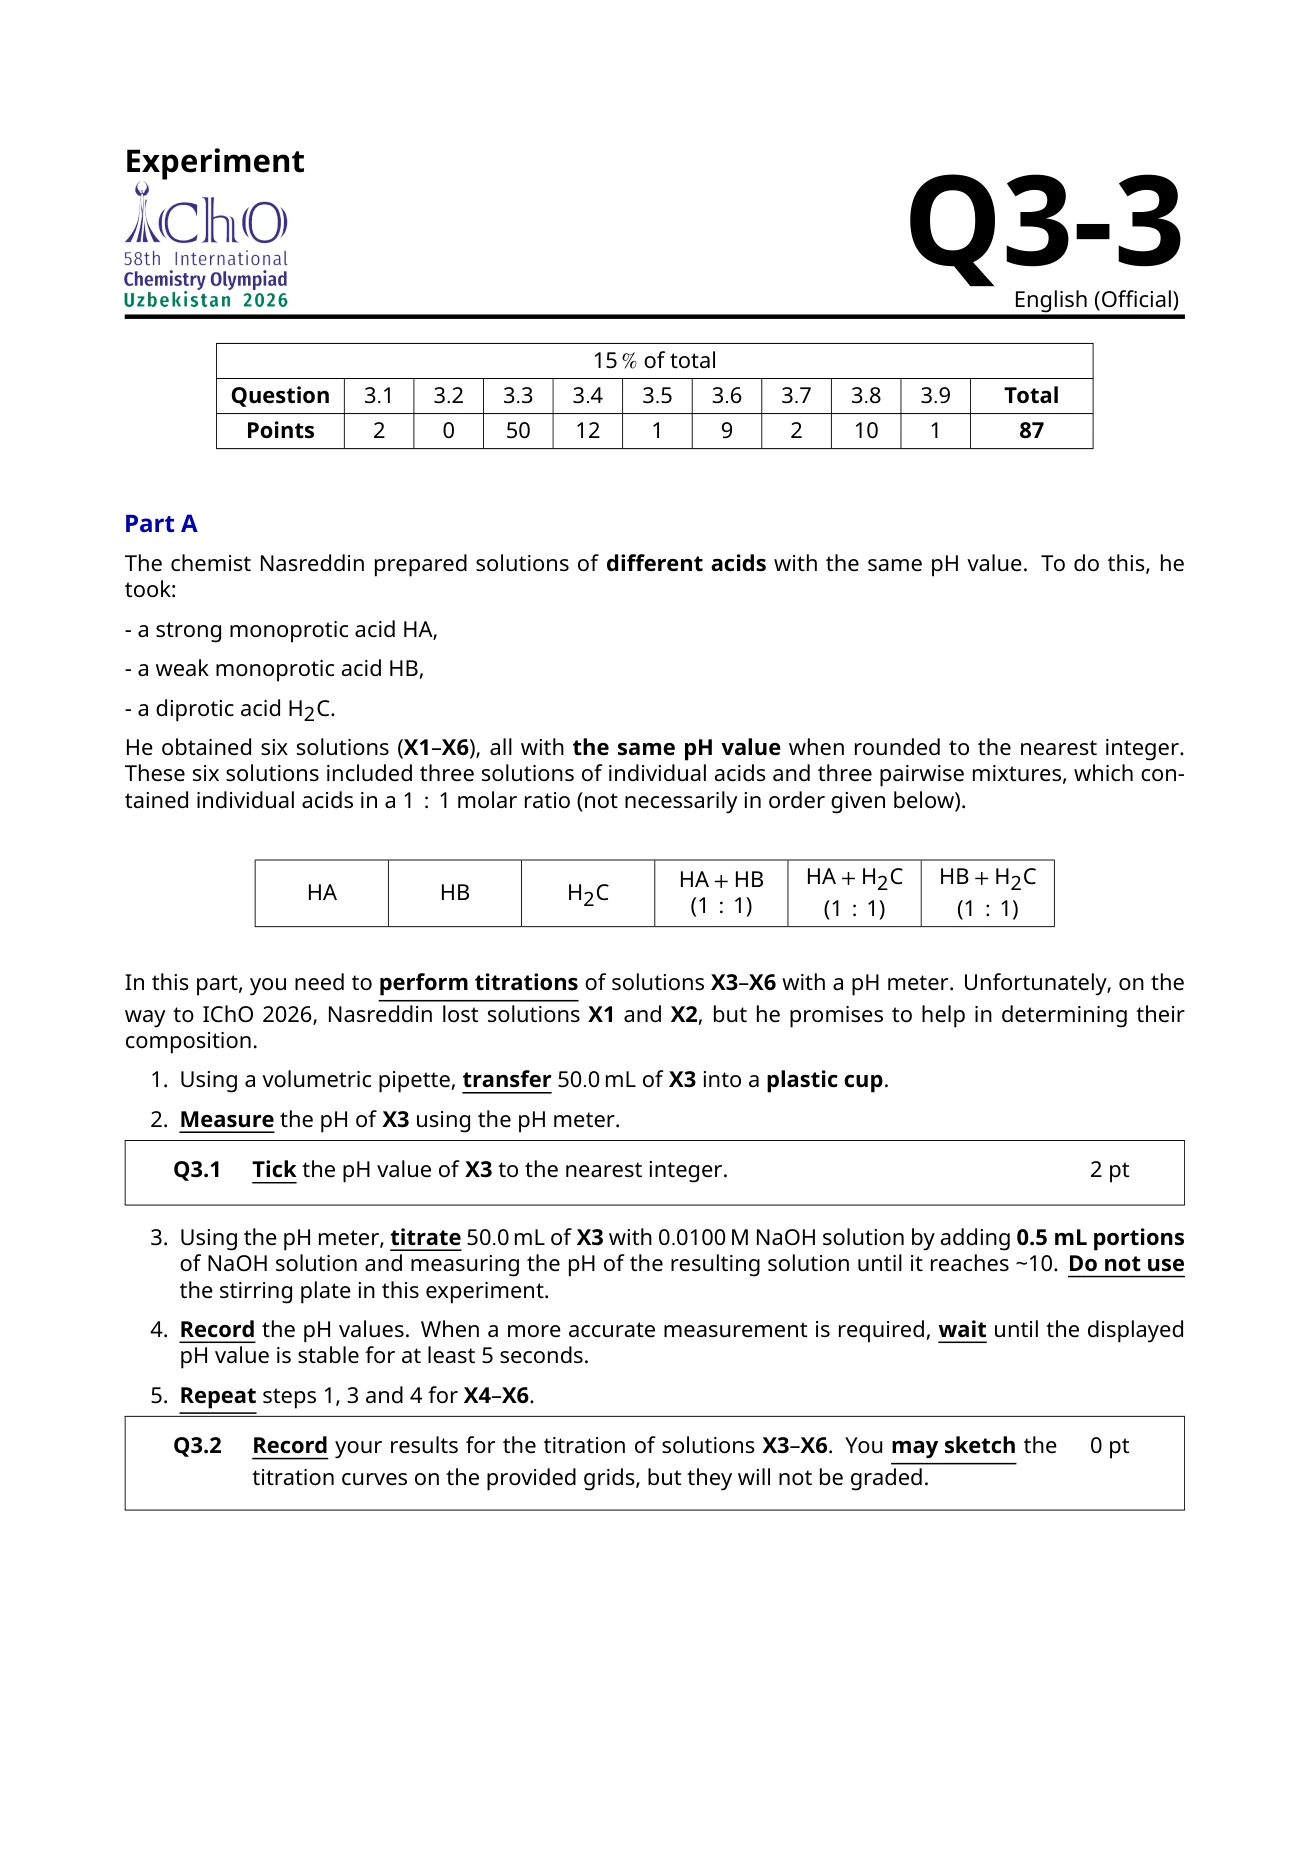 Experiment
IChO
58th International
Chemistry Olympiad
Uzbekistan 2026
Q3-3
English (Official)
15 % of total
Question 3.1 3.2 3.3 3.4 3.5 3.6 3.7 3.8 3.9 Total
Points 2 0 50 12 1 9 2 10 1 87
Part A
The chemist Nasreddin prepared solutions of different acids with the same pH value. To do this, he
took:
- a strong monoprotic acid HA,
- a weak monoprotic acid HB,
- a diprotic acid H₂C.
He obtained six solutions (X1–X6), all with the same pH value when rounded to the nearest integer.
These six solutions included three solutions of individual acids and three pairwise mixtures, which con-
tained individual acids in a 1 : 1 molar ratio (not necessarily in order given below).
HA HB H₂C HA + HB (1 : 1) HA + H₂C (1 : 1) HB + H₂C (1 : 1)
In this part, you need to perform titrations of solutions X3–X6 with a pH meter. Unfortunately, on the
way to IChO 2026, Nasreddin lost solutions X1 and X2, but he promises to help in determining their
composition.
1. Using a volumetric pipette, transfer 50.0 mL of X3 into a plastic cup.
2. Measure the pH of X3 using the pH meter.
Q3.1 Tick the pH value of X3 to the nearest integer. 2 pt
3. Using the pH meter, titrate 50.0 mL of X3 with 0.0100 M NaOH solution by adding 0.5 mL portions
of NaOH solution and measuring the pH of the resulting solution until it reaches ~10. Do not use
the stirring plate in this experiment.
4. Record the pH values. When a more accurate measurement is required, wait until the displayed
pH value is stable for at least 5 seconds.
5. Repeat steps 1, 3 and 4 for X4–X6.
Q3.2 Record your results for the titration of solutions X3–X6. You may sketch the 0 pt
titration curves on the provided grids, but they will not be graded.